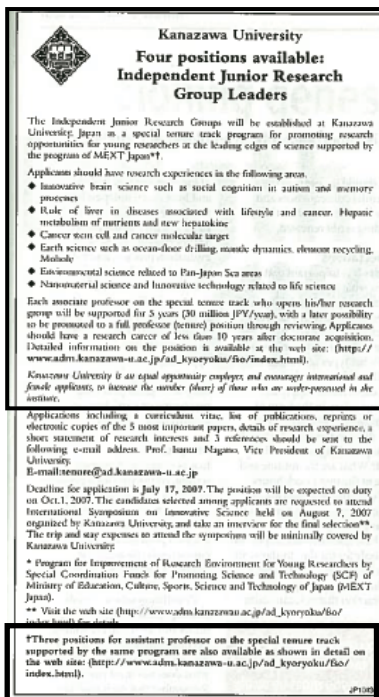 Kanazawa University
Four positions available:
Independent Junior Research
Group Leaders
The Independent Junior Research Groups will be established at Kanazawa
University, Japan as a special tenure track program for promoting research
opportunities for young researchers at the leading edges of science supported by
the program of MEXT Japan*†.
Applicants should have research experiences in the following areas.
◆ Innovative brain science such as social cognition in autism and memory
processes
◆ Role of liver in diseases associated with lifestyle and cancer. Hepatic
metabolism of nutrients and new hepatokine
◆ Cancer stem cell and cancer molecular target
◆ Earth science such as ocean-floor drilling, mantle dynamics, element recycling,
Mohole
◆ Environmental science related to Pan-Japan Sea areas
◆ Nanomaterial science and Innovative technology related to life science
Each associate professor on the special tenure track who opens his/her research
group will be supported for 5 years (30 million JPY/year), with a later possibility
to be promoted to a full professor (tenure) position through reviewing. Applicants
should have a research career of less than 10 years after doctorate acquisition.
Detailed information on the position is available at the web site: (http://
www.adm.kanazawa-u.ac.jp/ad_kyoryoku/fio/index.html).
Kanazawa University is an equal opportunity employer, and encourages international and
female applicants, to increase the number (share) of those who are under-presented in the
institute.
Applications including a curriculum vitae, list of publications, reprints or
electronic copies of the 5 most important papers, details of research experience, a
short statement of research interests and 3 references should be sent to the
following e-mail address. Prof. Isamu Nagano, Vice President of Kanazawa
University.
E-mail:tenure@ad.kanazawa-u.ac.jp
Deadline for application is July 17, 2007. The position will be expected on duty
on Oct.1, 2007. The candidates selected among applicants are requested to attend
International Symposium on Innovative Science held on August 7, 2007
organized by Kanazawa University, and take an interview for the final selection**.
The trip and stay expenses to attend the symposium will be minimally covered by
Kanazawa University.
* Program for Improvement of Research Environment for Young Researchers by
Special Coordination Funds for Promoting Science and Technology (SCF) of
Ministry of Education, Culture, Sports, Science and Technology of Japan (MEXT
Japan).
** Visit the web site (http://www.adm.kanazawa-u.ac.jp/ad_kyoryoku/fio/
†Three positions for assistant professor on the special tenure track
supported by the same program are also available as shown in detail on
the web site: (http://www.adm.kanazawa-u.ac.jp/ad_kyoryoku/fio/
index.html).